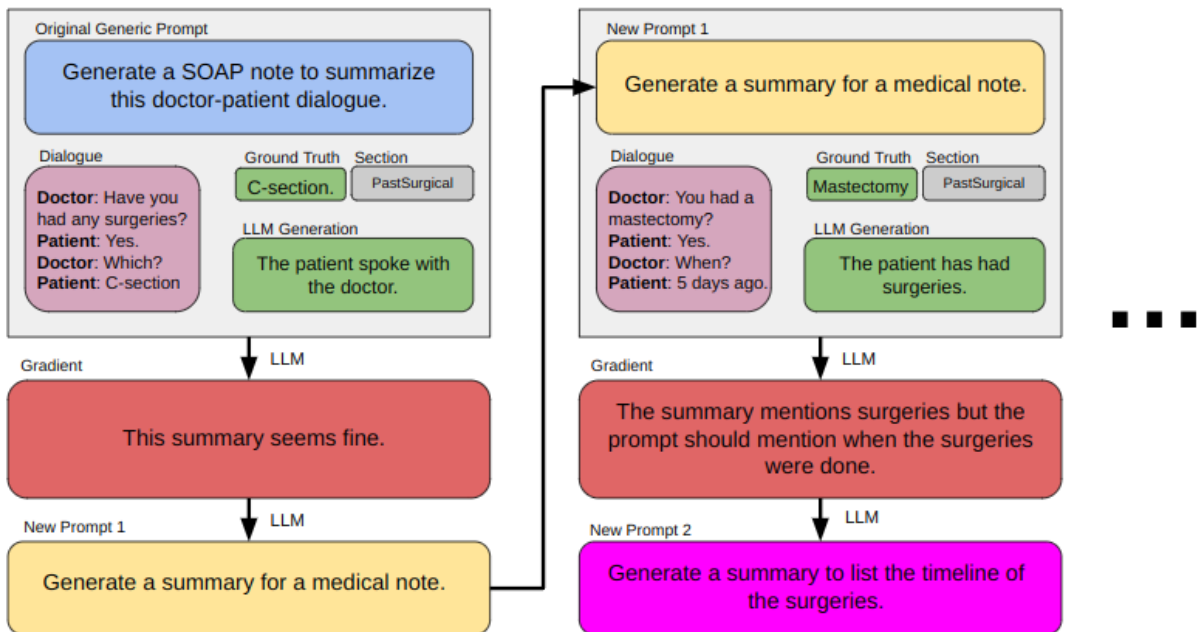 Original Generic Prompt
Generate a SOAP note to summarize
this doctor-patient dialogue.
Dialogue
Doctor: Have you
had any surgeries?
Patient: Yes.
Doctor: Which?
Patient: C-section
Ground Truth
C-section.
Section
PastSurgical
LLM Generation
The patient spoke with
the doctor.
LLM
Gradient
This summary seems fine.
LLM
New Prompt 1
Generate a summary for a medical note.
New Prompt 1
Generate a summary for a medical note.
Dialogue
Doctor: You had a
mastectomy?
Patient: Yes.
Doctor: When?
Patient: 5 days ago.
Ground Truth
Mastectomy
Section
PastSurgical
LLM Generation
The patient has had
surgeries.
LLM
Gradient
The summary mentions surgeries but the
prompt should mention when the surgeries
were done.
LLM
New Prompt 2
Generate a summary to list the timeline of
the surgeries.
...